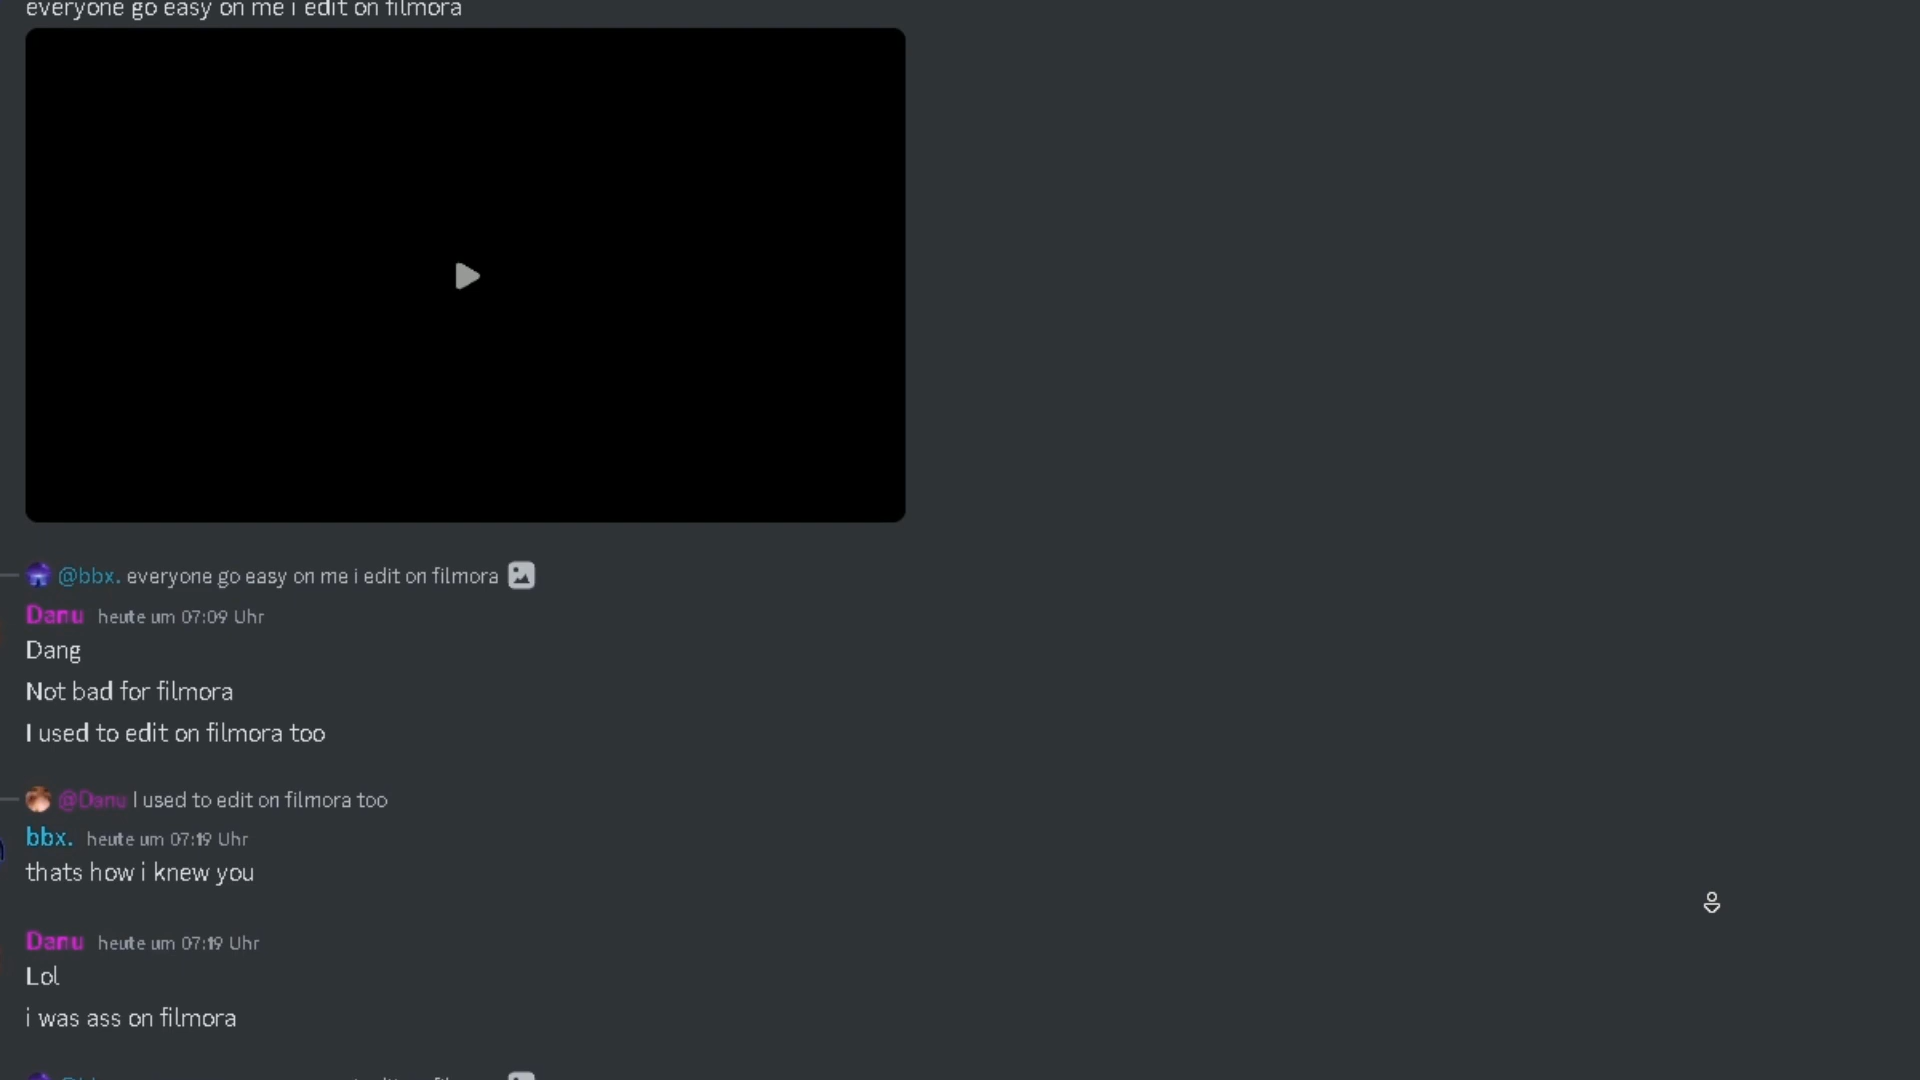 everyone go easy on me i edit on filmora
@bbx. everyone go easy on me i edit on filmora
Danu heute um 07:09 Uhr
Dang
Not bad for filmora
I used to edit on filmora too
@Danu I used to edit on filmora too
bbx. heute um 07:19 Uhr
thats how i knew you
Danu heute um 07:19 Uhr
Lol
i was ass on filmora